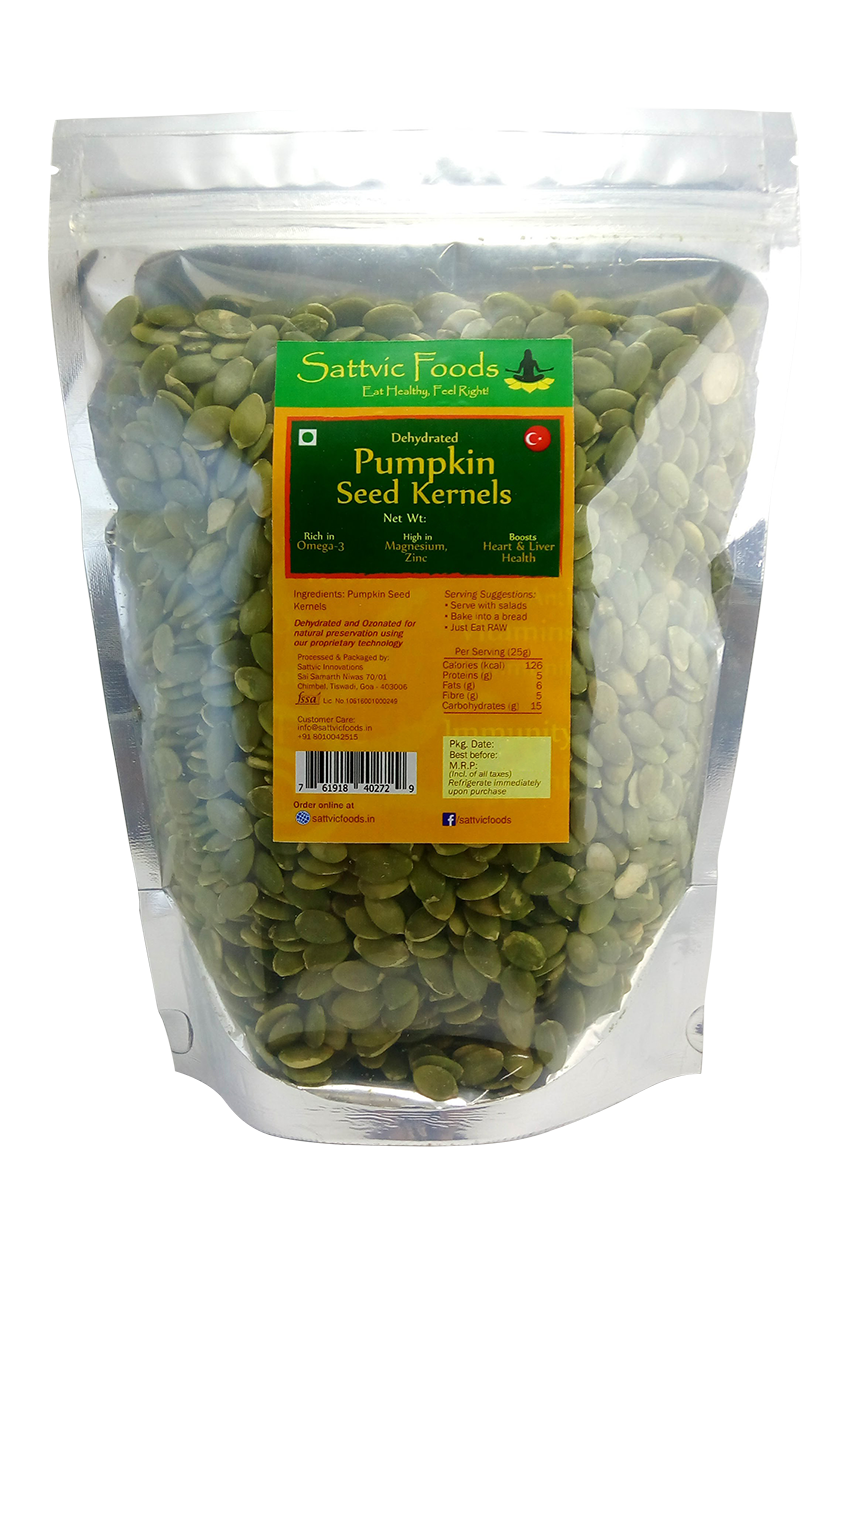 Sattvic Foods
Eat Healthy, Feel Right!
Dehydrated
Pumpkin
Seed Kernels
Net Wt:
Rich in
Omega-3
High in
Magnesium,
Zinc
Boosts
Heart & Liver
Health
Ingredients: Pumpkin Seed
Kernels
Dehydrated and Ozonated for
natural preservation using
our proprietary technology
Processed & Packaged by:
Sattvic Innovations
Sai Samarth Niwas 70/01
Chimbel, Tiswadi, Goa - 403006
fssai Lic. No.10616001000249
Customer Care:
info@sattvicfoods.in
+91 8010042515
7 61918 40272 9
Order online at
sattvicfoods.in
Serving Suggestions:
• Serve with salads
• Bake into a bread
• Just Eat RAW
Per Serving (25g)
Calories (kcal) 126
Proteins (g) 5
Fats (g) 6
Fibre (g) 5
Carbohydrates (g) 15
Immunity
Pkg. Date:
Best before:
M.R.P:
(Incl. of all taxes)
Refrigerate immediately
upon purchase
/sattvicfoods